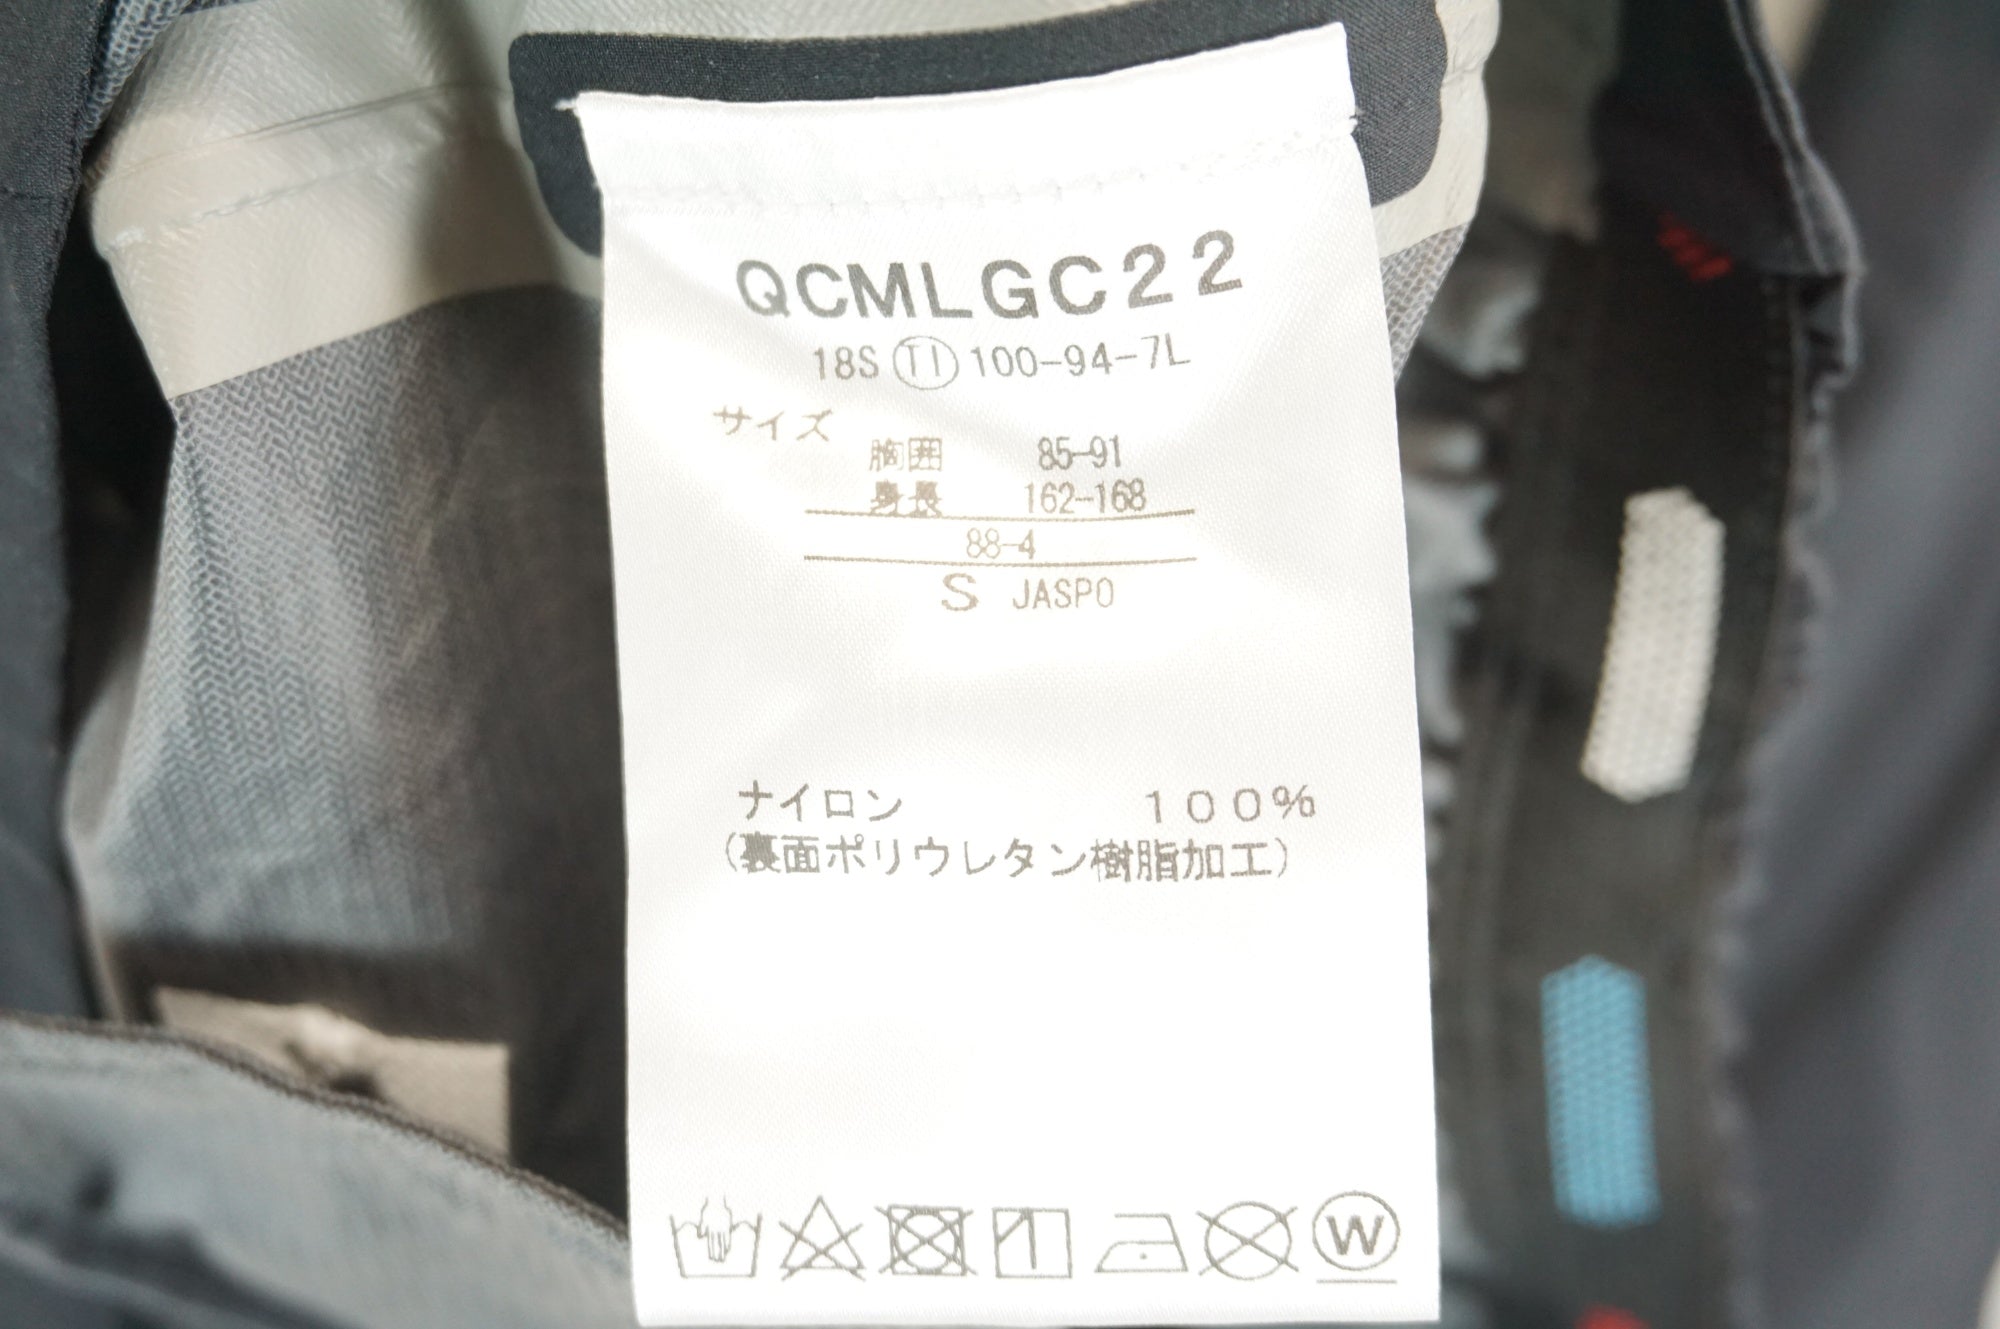 QCMLGC22
18S TI 100-94-7L
サイズ
胸囲 85-91
身長 162-168
88-4
S JASPO
ナイロン 100%
(裏面ポリウレタン樹脂加工)
W